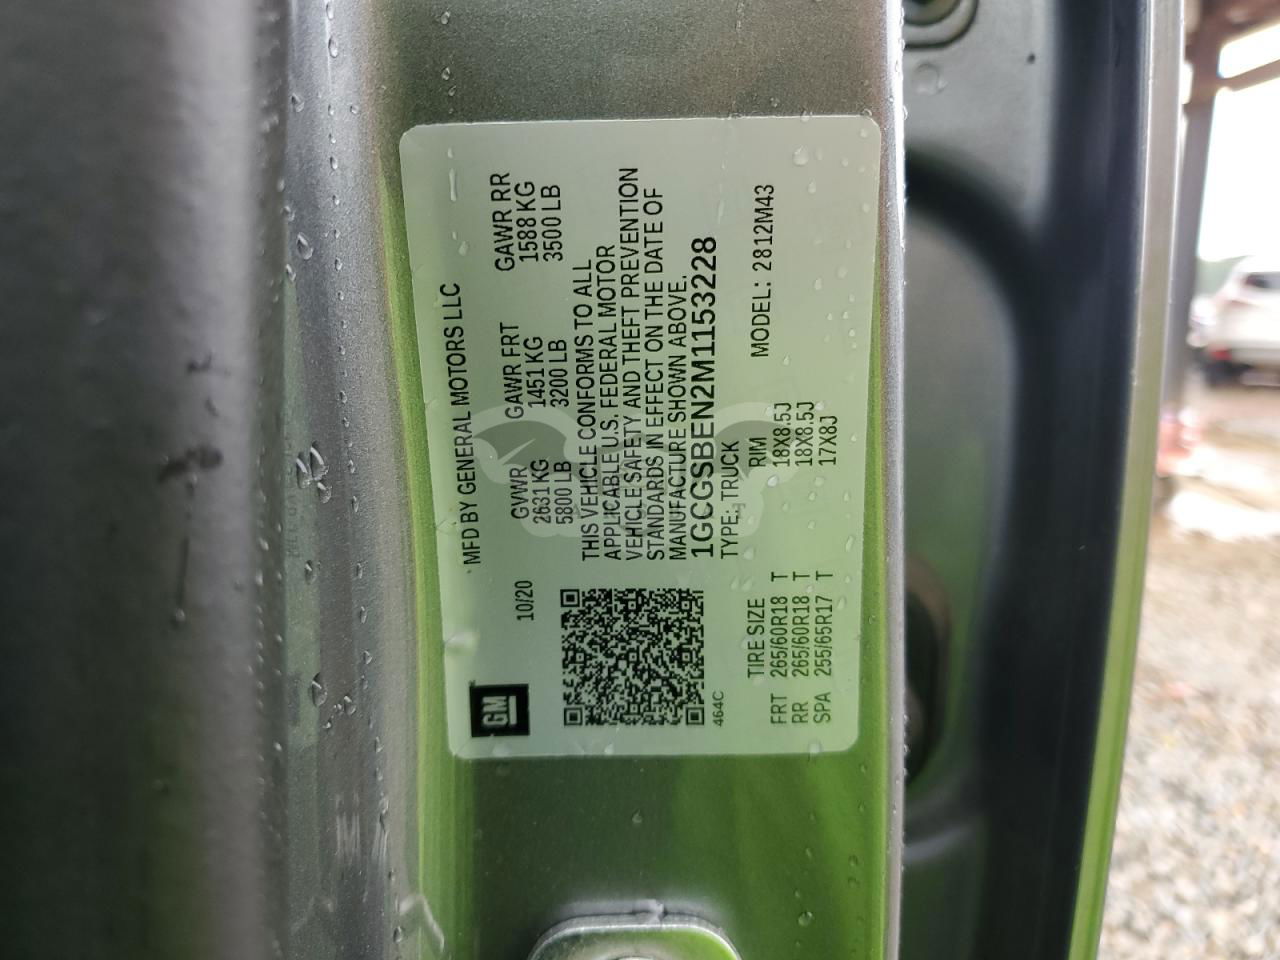 GM
10/20
MFD BY GENERAL MOTORS LLC
GVWR GAWR FRT GAWR RR
2631 KG 1451 KG 1588 KG
5800 LB 3200 LB 3500 LB
THIS VEHICLE CONFORMS TO ALL
APPLICABLE U.S. FEDERAL MOTOR
VEHICLE SAFETY AND THEFT PREVENTION
STANDARDS IN EFFECT ON THE DATE OF
MANUFACTURE SHOWN ABOVE.
1GCGSBEN2M1153228
464C
TYPE: TRUCK
MODEL: 2812M43
TIRE SIZE RIM
FRT 265/60R18 T 18X8.5J
RR 265/60R18 T 18X8.5J
SPA 255/65R17 T 17X8J